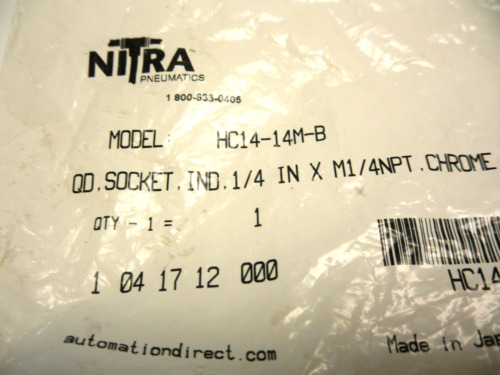 NITRA
PNEUMATICS
1 800-633-0405
MODEL: HC14-14M-B
QD, SOCKET, IND, 1/4 IN X M1/4NPT, CHROME
QTY - 1 = 1
1 04 17 12 000
HC14
automationdirect.com
Made in Jap